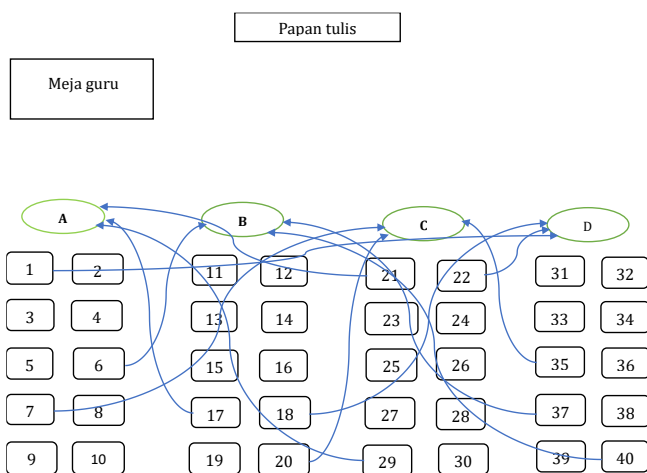 Papan tulis
Meja guru
A B C D
1 2 11 12 21 22 31 32
3 4 13 14 23 24 33 34
5 6 15 16 25 26 35 36
7 8 17 18 27 28 37 38
9 10 19 20 29 30 39 40